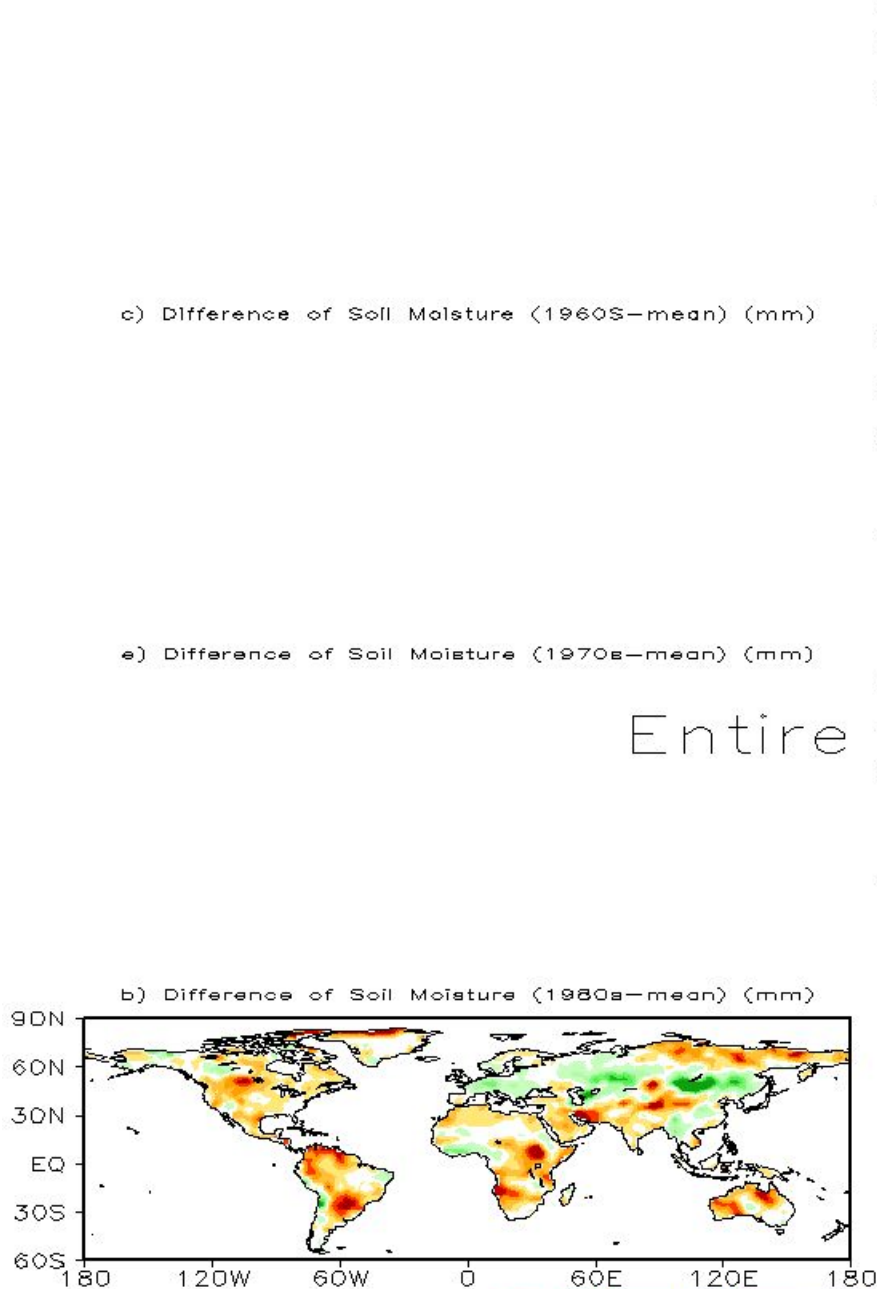 c) Difference of Soil Moisture (1960S-mean) (mm)
e) Difference of Soil Moisture (1970s-mean) (mm)
Entire
b) Difference of Soil Moisture (1980s-mean) (mm)
90N
60N
30N
EQ
30S
60S
180 120W 60W 0 60E 120E 180